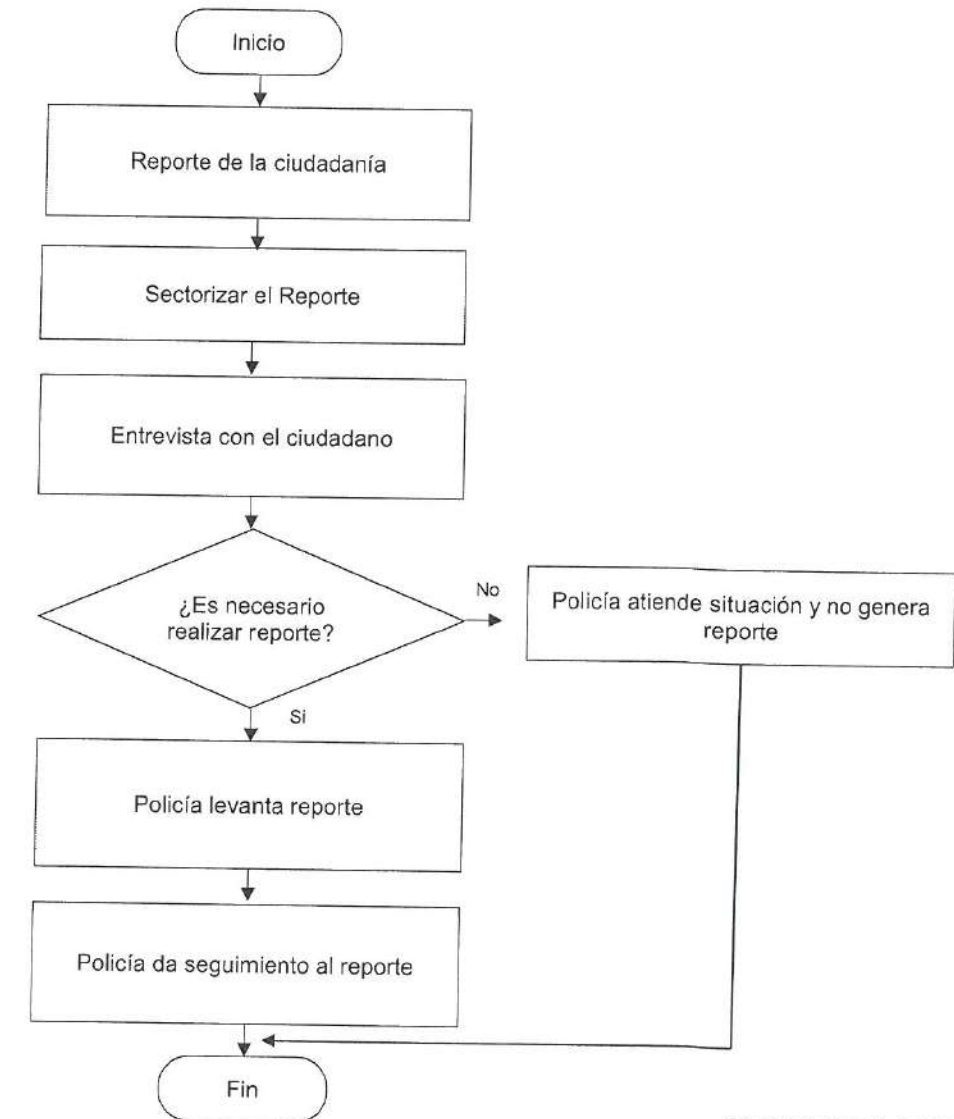 Inicio
Reporte de la ciudadanía
Sectorizar el Reporte
Entrevista con el ciudadano
¿Es necesario
realizar reporte?
No
Policía atiende situación y no genera
reporte
Si
Policía levanta reporte
Policía da seguimiento al reporte
Fin